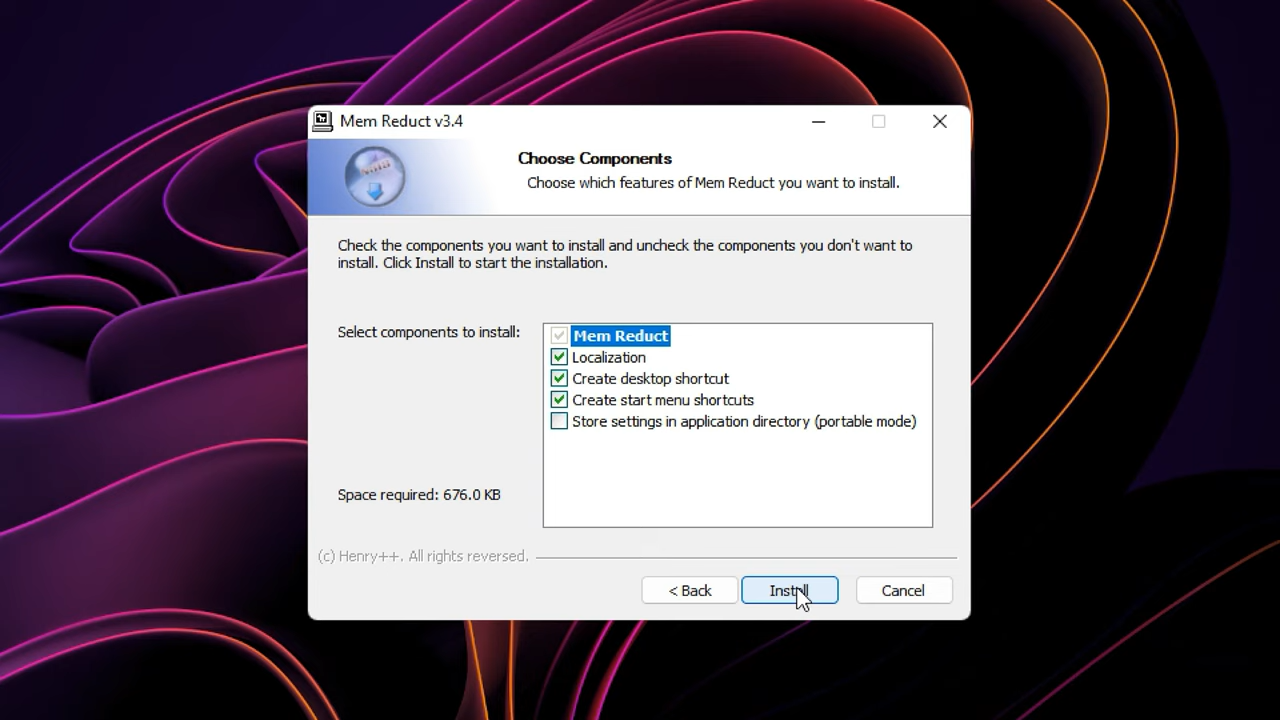 Mem Reduct v3.4
Choose Components
Choose which features of Mem Reduct you want to install.
Check the components you want to install and uncheck the components you don't want to
install. Click Install to start the installation.
Select components to install:
Mem Reduct
Localization
Create desktop shortcut
Create start menu shortcuts
Store settings in application directory (portable mode)
Space required: 676.0 KB
(c) Henry++. All rights reversed.
< Back
Install
Cancel